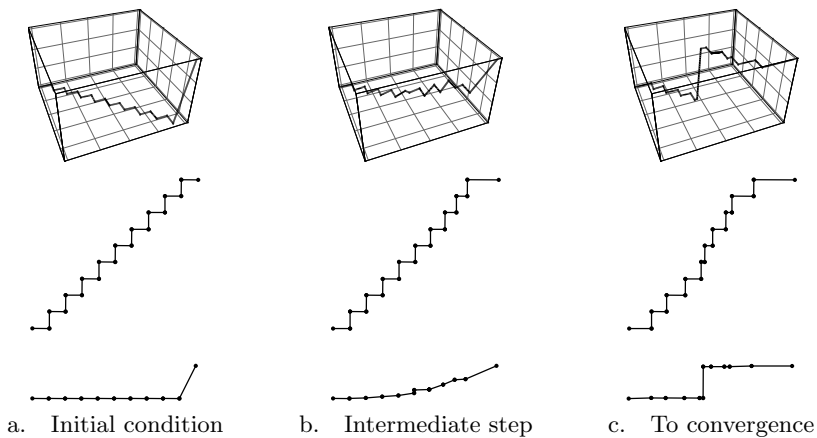 a. Initial condition
b. Intermediate step
c. To convergence